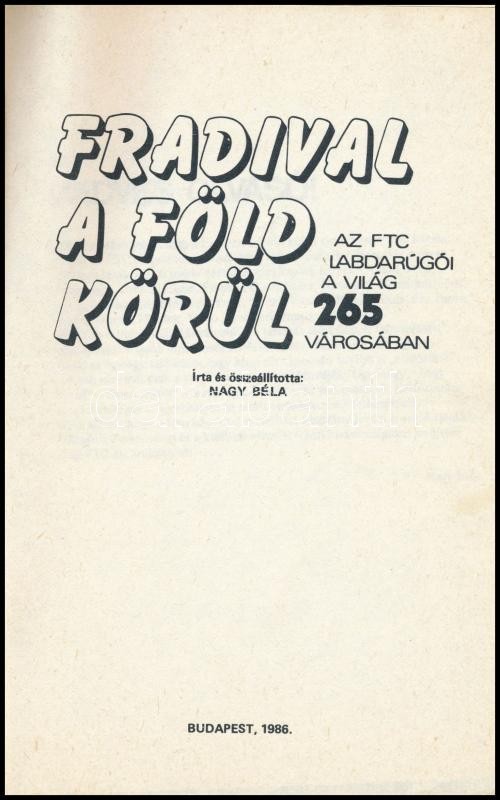 FRADIVAL
A FÖLD
KÖRÜL
AZ FTC
LABDARÚGÓI
A VILÁG
265
VÁROSÁBAN
Írta és összeállította:
NAGY BÉLA
BUDAPEST, 1986.